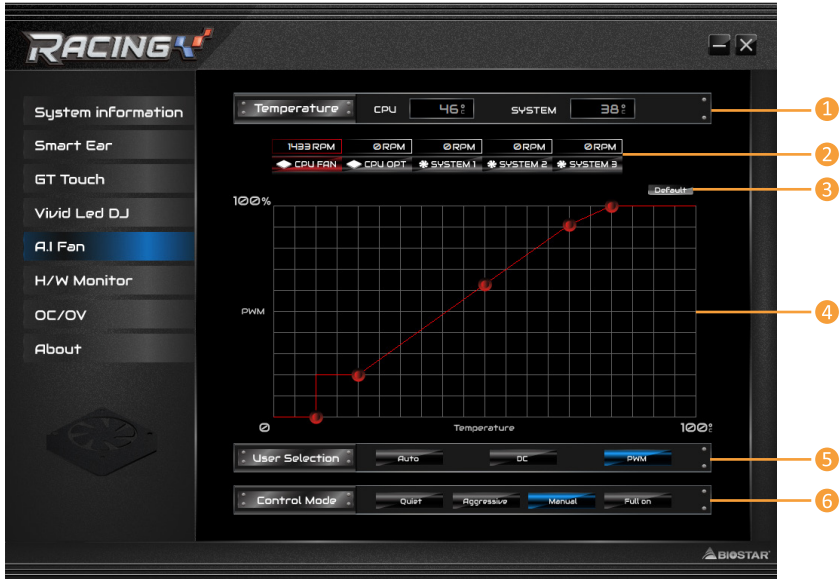 RACING
System information
Smart Ear
GT Touch
Vivid Led DJ
A.I Fan
H/W Monitor
OC/OV
About
Temperature CPU 46°C SYSTEM 38°C 1
1433 RPM 0 RPM 0 RPM 0 RPM 0 RPM 2
CPU FAN CPU OPT SYSTEM 1 SYSTEM 2 SYSTEM 3
Default 3
100%
PWM 4
0 Temperature 100°C
User Selection Auto DC PWM 5
Control Mode Quiet Aggressive Manual Full on 6
BIOSTAR